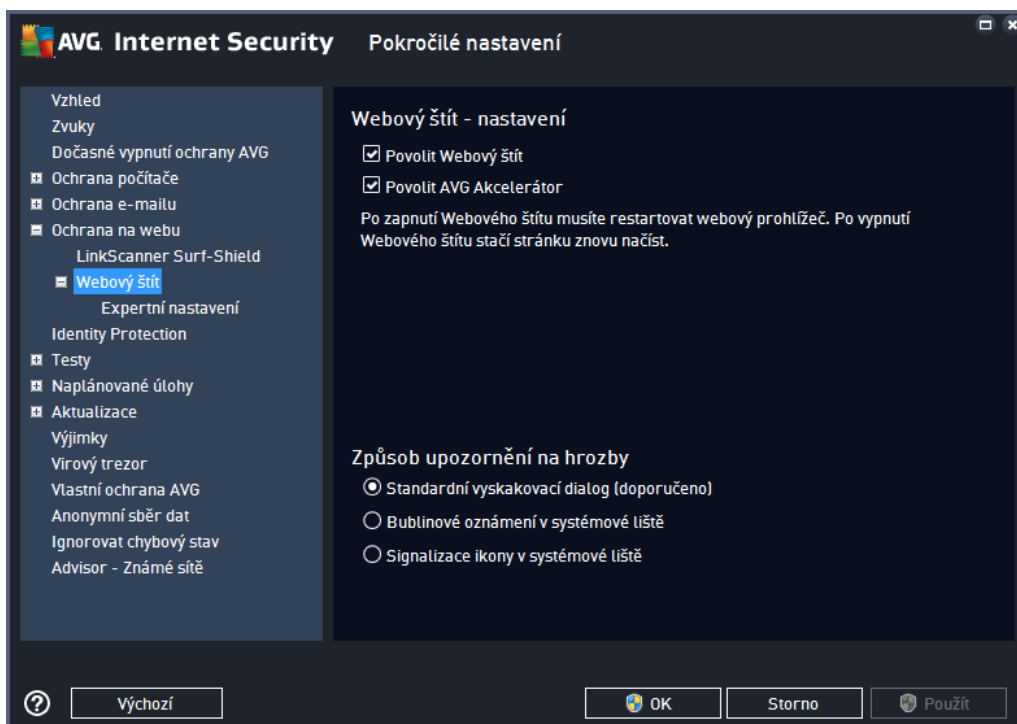 AVG. Internet Security Pokročilé nastavení
Vzhled
Zvuky
Dočasné vypnutí ochrany AVG
Ochrana počítače
Ochrana e-mailu
Ochrana na webu
LinkScanner Surf-Shield
Webový štít
Expertní nastavení
Identity Protection
Testy
Naplánované úlohy
Aktualizace
Výjimky
Virový trezor
Vlastní ochrana AVG
Anonymní sběr dat
Ignorovat chybový stav
Advisor - Známé sítě
Webový štít - nastavení
Povolit Webový štít
Povolit AVG Akcelerátor
Po zapnutí Webového štítu musíte restartovat webový prohlížeč. Po vypnutí
Webového štítu stačí stránku znovu načíst.
Způsob upozornění na hrozby
Standardní vyskakovací dialog (doporučeno)
Bublinové oznámení v systémové liště
Signalizace ikony v systémové liště
? Výchozí OK Storno Použít